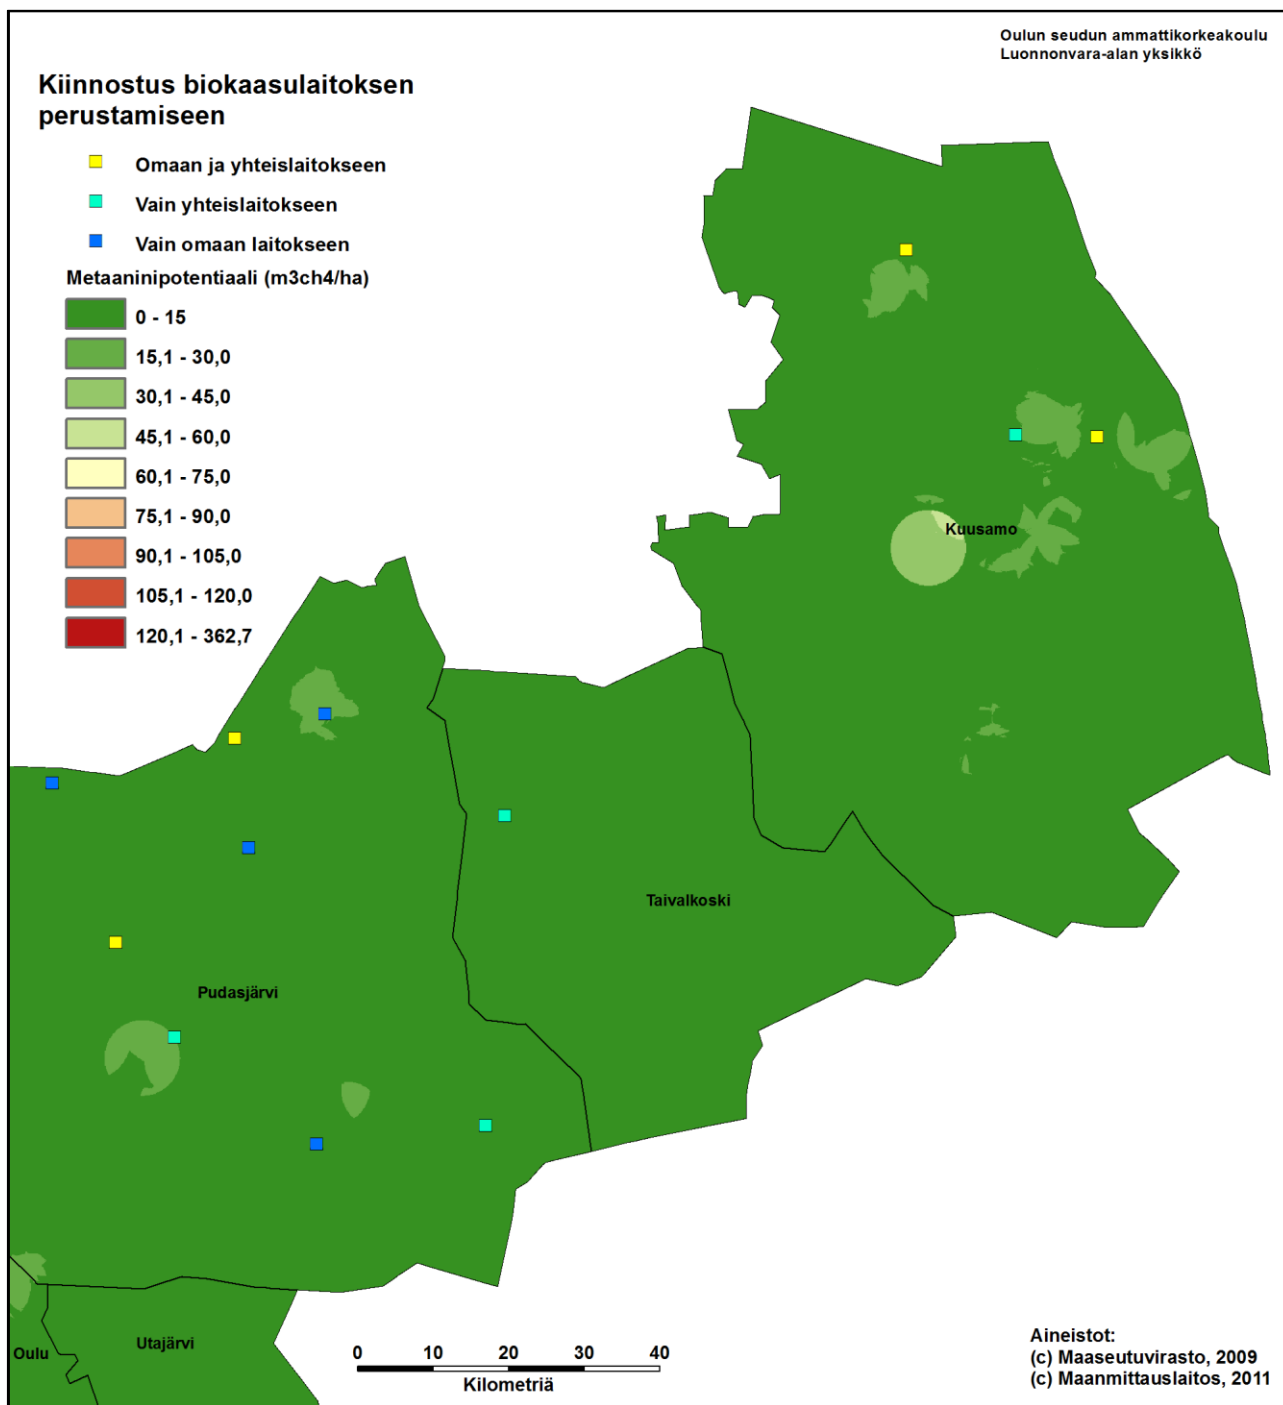 Oulun seudun ammattikorkeakoulu
Luonnonvara-alan yksikkö
Kiinnostus biokaasulaitoksen
perustamiseen
Omaan ja yhteislaitokseen
Vain yhteislaitokseen
Vain omaan laitokseen
Metaaninipotentiaali (m3ch4/ha)
0 - 15
15,1 - 30,0
30,1 - 45,0
45,1 - 60,0
60,1 - 75,0
75,1 - 90,0
90,1 - 105,0
105,1 - 120,0
120,1 - 362,7
Kuusamo
Taivalkoski
Pudasjärvi
Utajärvi
Oulu
0 10 20 30 40
Kilometriä
Aineistot:
(c) Maaseutuvirasto, 2009
(c) Maanmittauslaitos, 2011